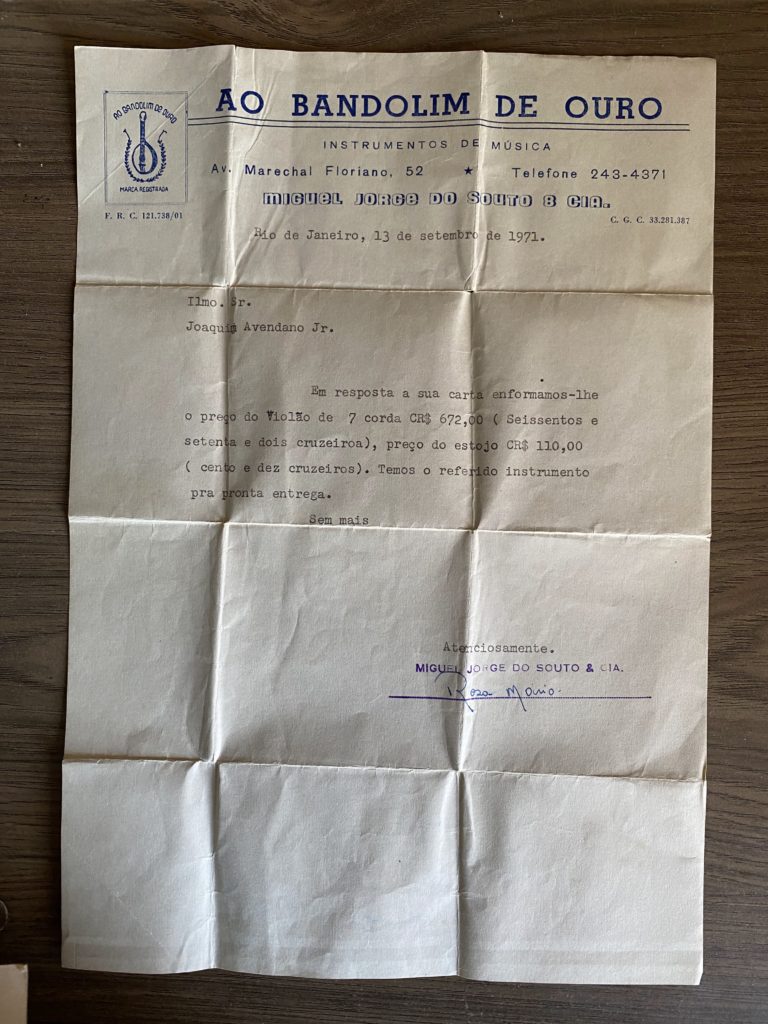 AO BANDOLIM DE OURO
MARCA REGISTRADA
AO BANDOLIM DE OURO
INSTRUMENTOS DE MÚSICA
Av. Marechal Floriano, 52 ★ Telefone 243-4371
MIGUEL JORGE DO SOUTO & CIA.
F. R. C. 121.738/01
C. G. C. 33.281.387
Rio de Janeiro, 13 de setembro de 1971.
Ilmo. Sr.
Joaquim Avendano Jr.
Em resposta a sua carta enformamos-lhe
o preço do Violão de 7 corda CR$ 672,00 ( Seissentos e
setenta e dois cruzeiroa), preço do estojo CR$ 110,00
( cento e dez cruzeiros). Temos o referido instrumento
pra pronta entrega.
Sem mais
Atenciosamente.
MIGUEL JORGE DO SOUTO & CIA.
Rosa Mario.